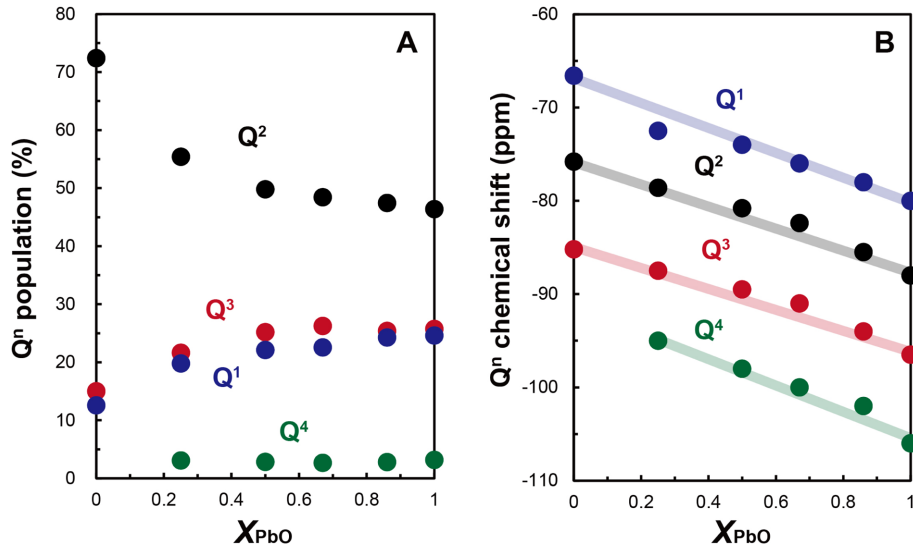 A
Qⁿ population (%)
80
70
60
50
40
30
20
10
0
Q²
Q³
Q¹
Q⁴
0
0.2
0.4
0.6
0.8
1
XPbO
B
Qⁿ chemical shift (ppm)
-60
-70
-80
-90
-100
-110
Q¹
Q²
Q³
Q⁴
0
0.2
0.4
0.6
0.8
1
XPbO